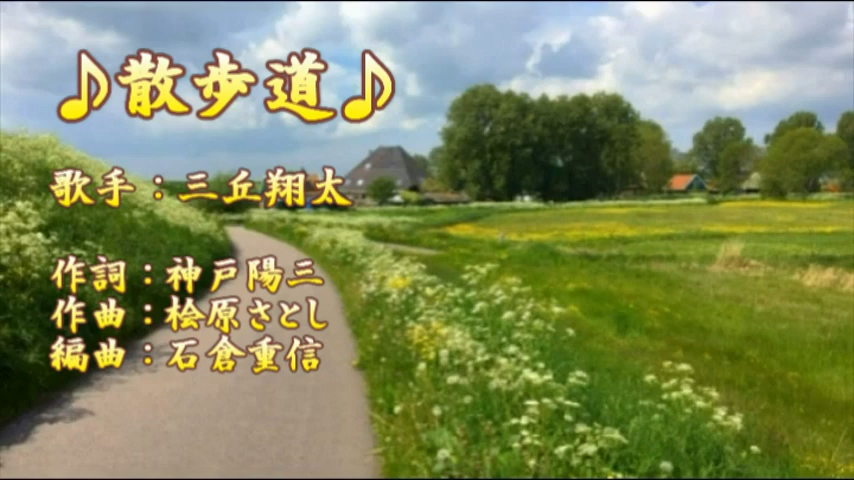 ♪散歩道♪
歌手：三丘翔太
作詞：神戸陽三
作曲：桧原さとし
編曲：石倉重信